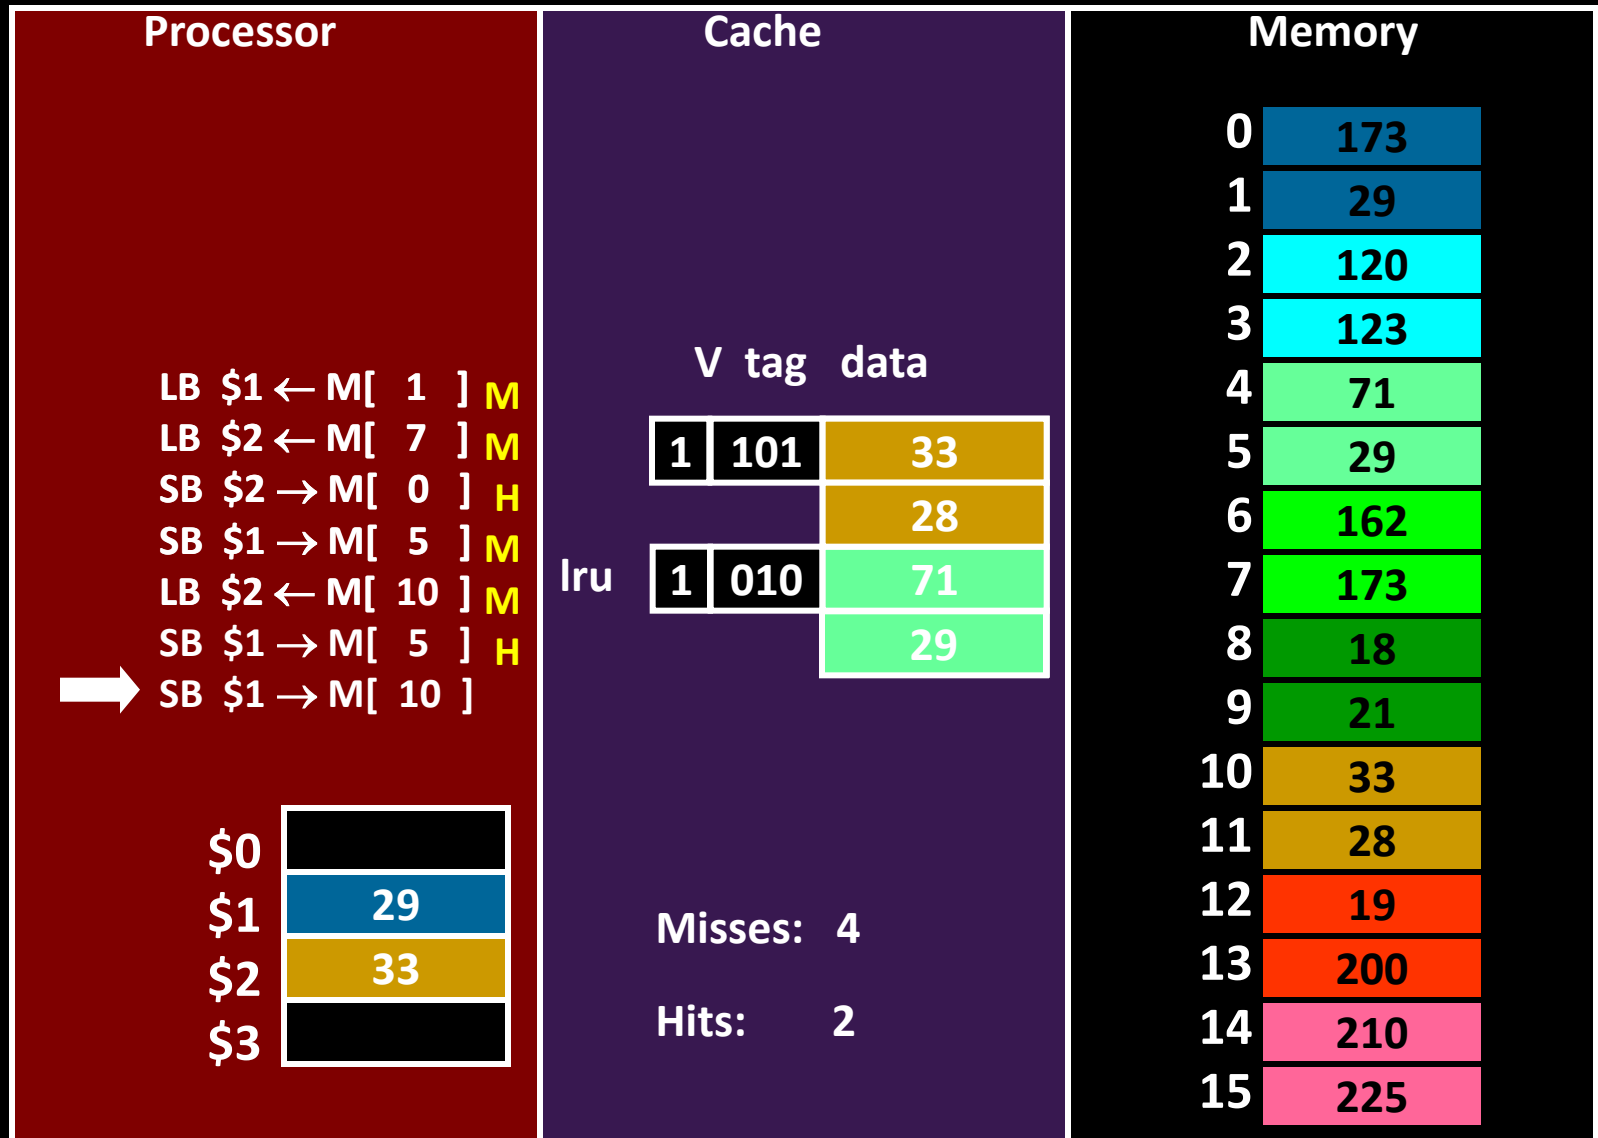 Processor
LB $1 ← M[ 1 ] M
LB $2 ← M[ 7 ] M
SB $2 → M[ 0 ] H
SB $1 → M[ 5 ] M
LB $2 ← M[ 10 ] M
SB $1 → M[ 5 ] H
SB $1 → M[ 10 ]
$0
$1 29
$2 33
$3
Cache
V tag data
1 101 33
28
lru 1 010 71
29
Misses: 4
Hits: 2
Memory
0 173
1 29
2 120
3 123
4 71
5 29
6 162
7 173
8 18
9 21
10 33
11 28
12 19
13 200
14 210
15 225